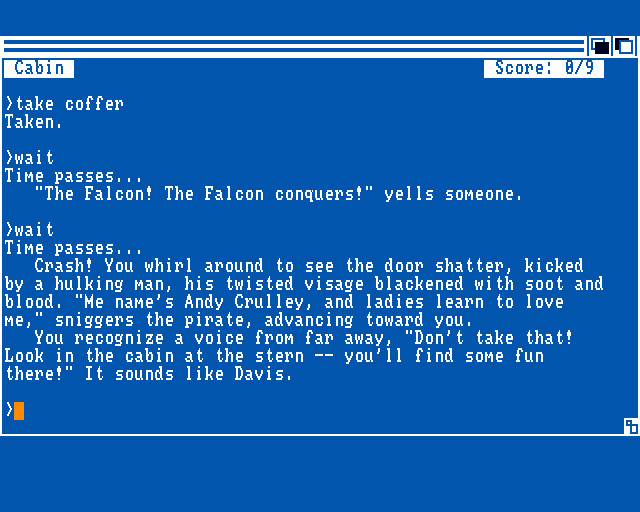 Cabin
Score: 0/9
>take coffer
Taken.
>wait
Time passes...
"The Falcon! The Falcon conquers!" yells someone.
>wait
Time passes...
Crash! You whirl around to see the door shatter, kicked
by a hulking man, his twisted visage blackened with soot and
blood. "Me name's Andy Crulley, and ladies learn to love
me," sniggers the pirate, advancing toward you.
You recognize a voice from far away, "Don't take that!
Look in the cabin at the stern -- you'll find some fun
there!" It sounds like Davis.
>